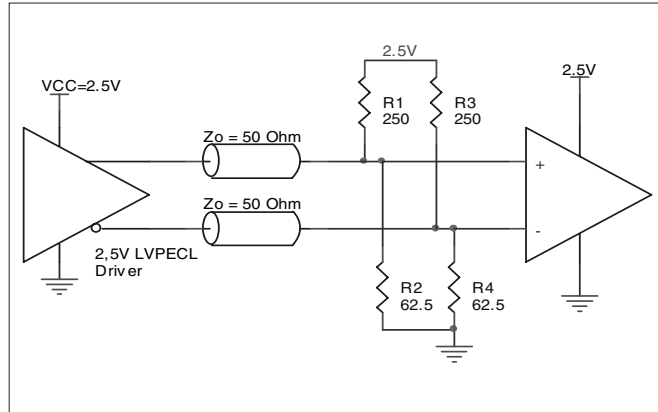 2.5V
VCC=2.5V
2.5V
R1
250
R3
250
Zo = 50 Ohm
+
Zo = 50 Ohm
-
2,5V LVPECL
Driver
R2
62.5
R4
62.5